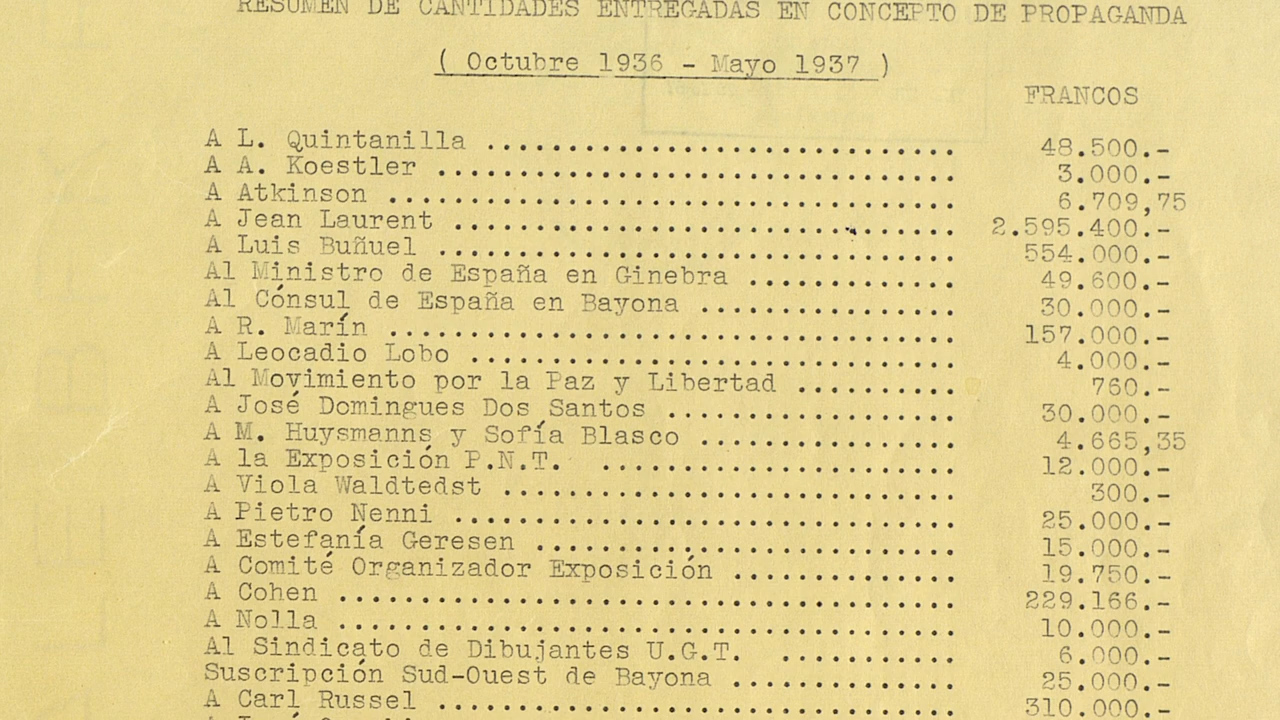 RESUMEN DE CANTIDADES ENTREGADAS EN CONCEPTO DE PROPAGANDA
( Octubre 1936 - Mayo 1937 )
FRANCOS
A L. Quintanilla ............................. 48.500.-
A A. Koestler ................................ 3.000.-
A Atkinson ................................... 6.709,75
A Jean Laurent ............................... 2.595.400.-
A Luis Buñuel ................................ 554.000.-
Al Ministro de España en Ginebra ............. 49.600.-
Al Cónsul de España en Bayona ................ 30.000.-
A R. Marín ................................... 157.000.-
A Leocadio Lobo .............................. 4.000.-
Al Movimiento por la Paz y Libertad .......... 760.-
A José Domingues Dos Santos .................. 30.000.-
A M. Huysmanns y Sofía Blasco ................ 4.665,35
A la Exposición P.N.T. ...................... 12.000.-
A Viola Waldtedst ............................ 300.-
A Pietro Nenni ............................... 25.000.-
A Estefanía Geresen .......................... 15.000.-
A Comité Organizador Exposición .............. 19.750.-
A Cohen ...................................... 229.166.-
A Nolla ...................................... 10.000.-
Al Sindicato de Dibujantes U.G.T. ........... 6.000.-
Suscripción Sud-Ouest de Bayona .............. 25.000.-
A Carl Russel ................................ 310.000.-